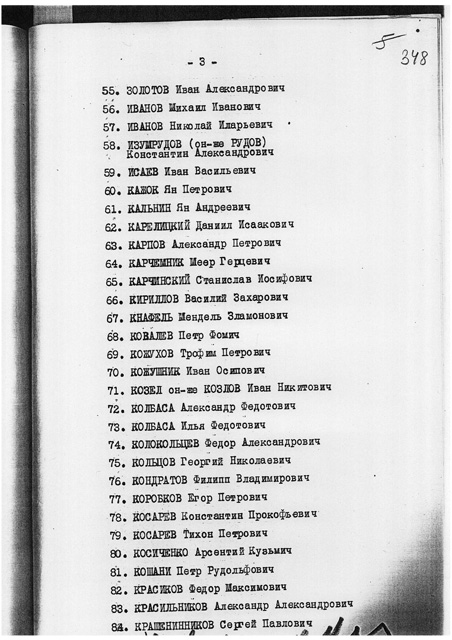 5
348
- 3 -
55. ЗОЛОТОВ Иван Александрович
56. ИВАНОВ Михаил Иванович
57. ИВАНОВ Николай Иларьевич
58. ИЗУМРУДОВ (он-же РУДОВ)
Константин Александрович
59. ИСАЕВ Иван Васильевич
60. КАЖОК Ян Петрович
61. КАЛЬНИН Ян Андреевич
62. КАРЕЛИЦКИЙ Даниил Исаакович
63. КАРПОВ Александр Петрович
64. КАРЧЕМНИК Меер Герцевич
65. КАРЧИНСКИЙ Станислав Иосифович
66. КИРИЛЛОВ Василий Захарович
67. КНАФЕЛЬ Мендель Зламонович
68. КОВАЛЕВ Петр Фомич
69. КОЖУХОВ Трофим Петрович
70. КОЖУШНИК Иван Осипович
71. КОЗЕЛ он-же КОЗЛОВ Иван Никитович
72. КОЛБАСА Александр Федотович
73. КОЛБАСА Илья Федотович
74. КОЛОКОЛЬЦЕВ Федор Александрович
75. КОЛЬЦОВ Георгий Николаевич
76. КОНДРАТОВ Филипп Владимирович
77. КОРОБКОВ Егор Петрович
78. КОСАРЕВ Константин Прокофьевич
79. КОСАРЕВ Тихон Петрович
80. КОСИЧЕНКО Арсентий Кузьмич
81. КОШАНИ Петр Рудольфович
82. КРАСИКОВ Федор Максимович
83. КРАСИЛЬНИКОВ Александр Александрович
84. КРАШЕНИННИКОВ Сергей Павлович